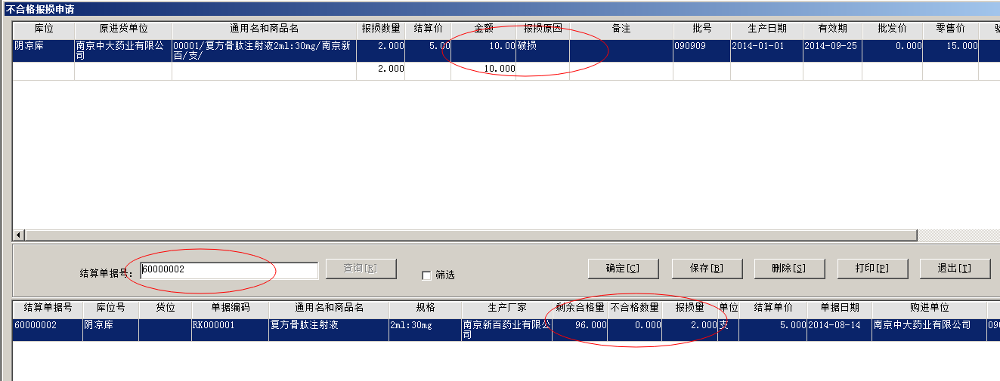 不合格报损申请
库位 原进货单位 通用名和商品名 报损数量 结算价 金额 报损原因 备注 批号 生产日期 有效期 批发价 零售价
阴凉库 南京中大药业有限公 00001/复方骨肽注射液2ml:30mg/南京新 2.000 5.00 10.00 破损 090909 2014-01-01 2014-09-25 0.000 15.000
司 百/支/
2.000 10.000
结算单据号: 60000002 查询[R] 筛选 确定[C] 保存[B] 删除[S] 打印[P] 退出[T]
结算单据号 库位号 货位 单据编码 通用名和商品名 规格 生产厂家 剩余合格量 不合格数量 报损量 单位 结算单价 单据日期 购进单位
60000002 阴凉库 RK000001 复方骨肽注射液 2ml:30mg 南京新百药业有限公 96.000 0.000 2.000 支 5.000 2014-08-14 南京中大药业有限公司 090
司